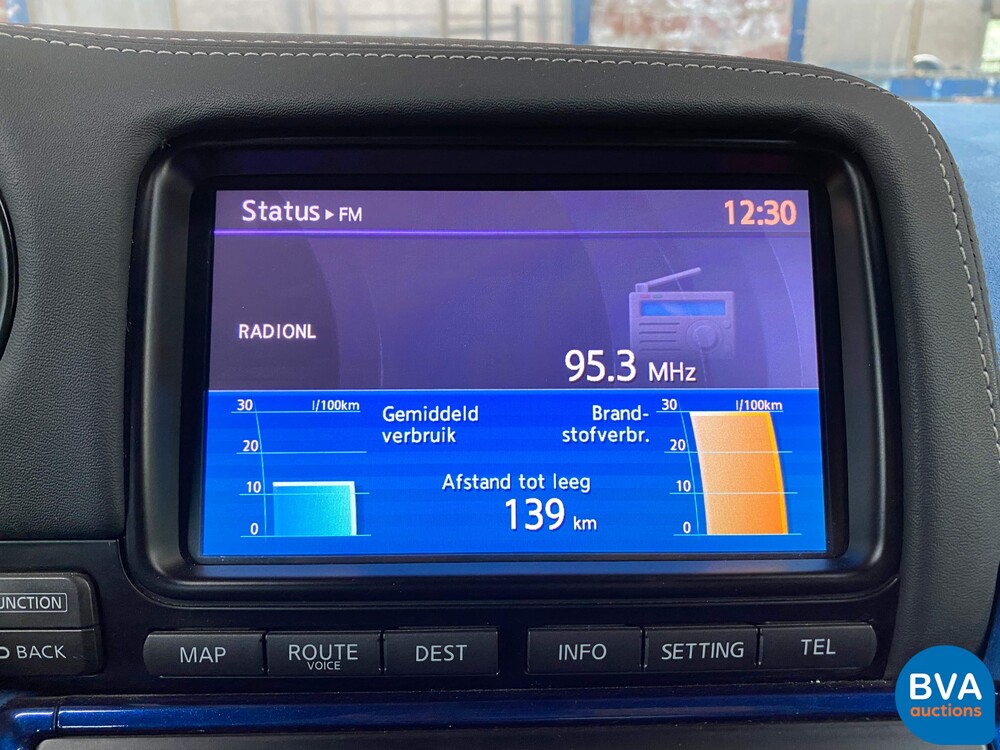 Status ▸ FM 12:30
RADIONL
95.3 MHz
30 l/100km
20
10
0
Gemiddeld
verbruik
Brand-
stofverbr.
30 l/100km
20
10
0
Afstand tot leeg
139 km
BACK
MAP
ROUTE
VOICE
DEST
INFO
SETTING
TEL
BVA
auctions